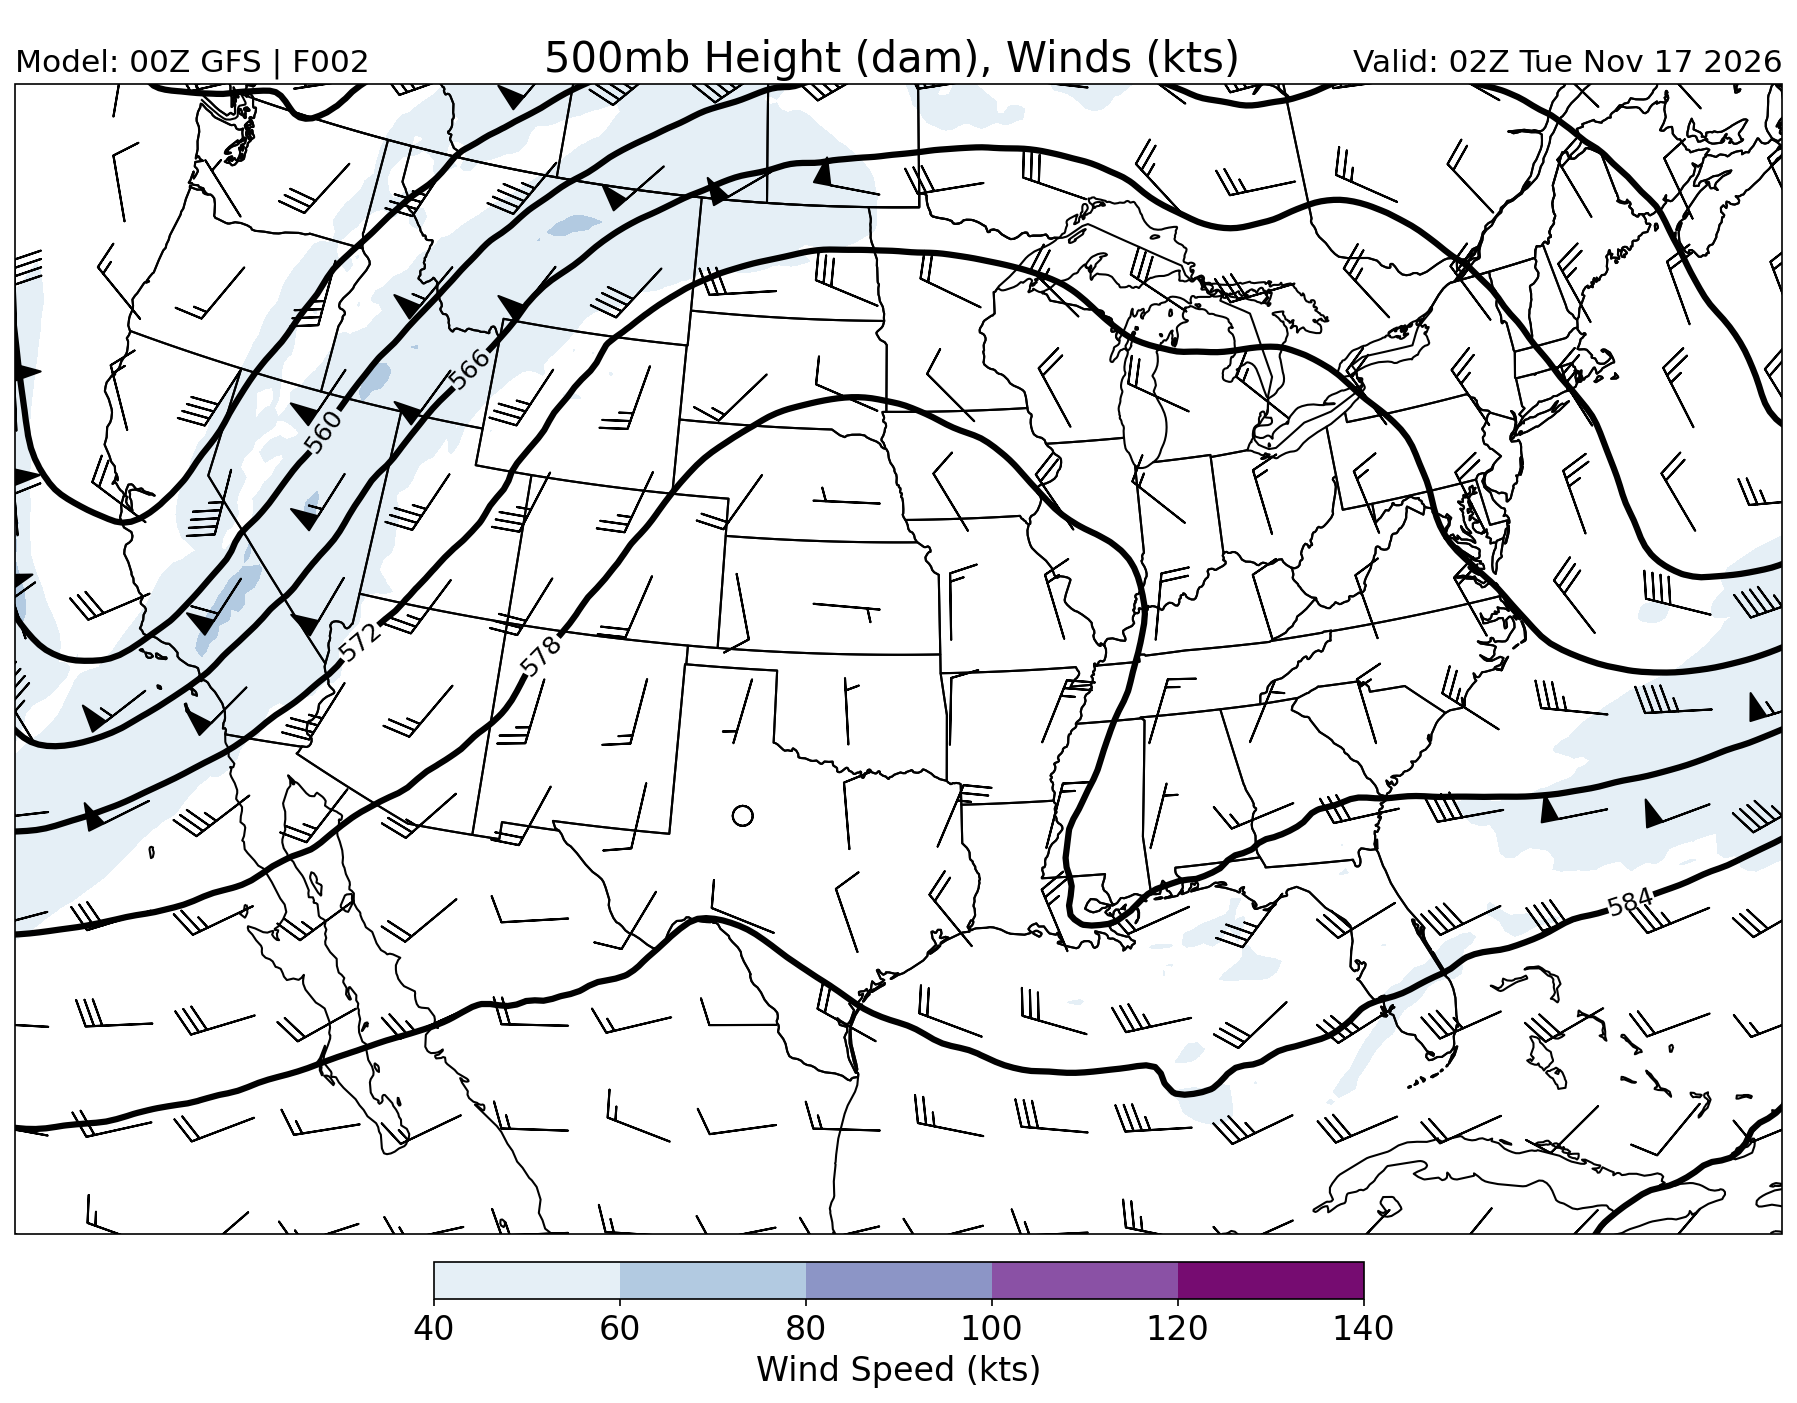 Model: 00Z GFS | F002
500mb Height (dam), Winds (kts)
Valid: 02Z Tue Nov 17 2026
566
560
572
578
584
40 60 80 100 120 140
Wind Speed (kts)